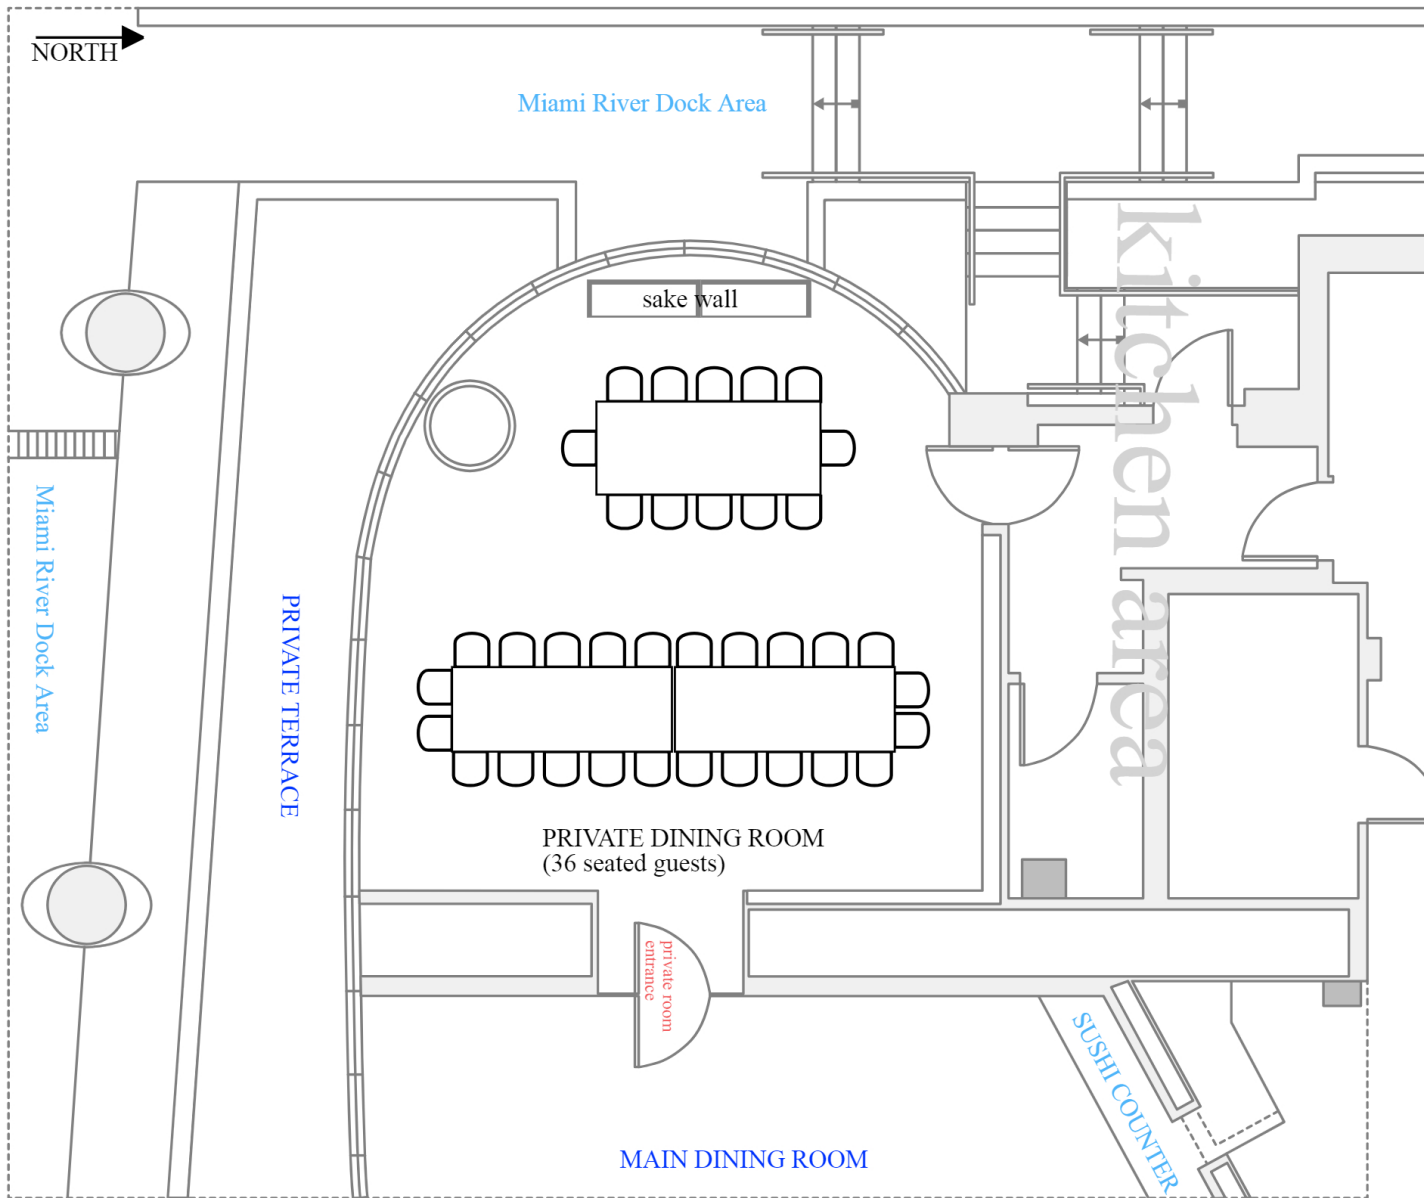 NORTH
Miami River Dock Area
kitchen area
sake wall
Miami River Dock Area
PRIVATE TERRACE
PRIVATE DINING ROOM
(36 seated guests)
private room
entrance
SUSHI COUNTER
MAIN DINING ROOM